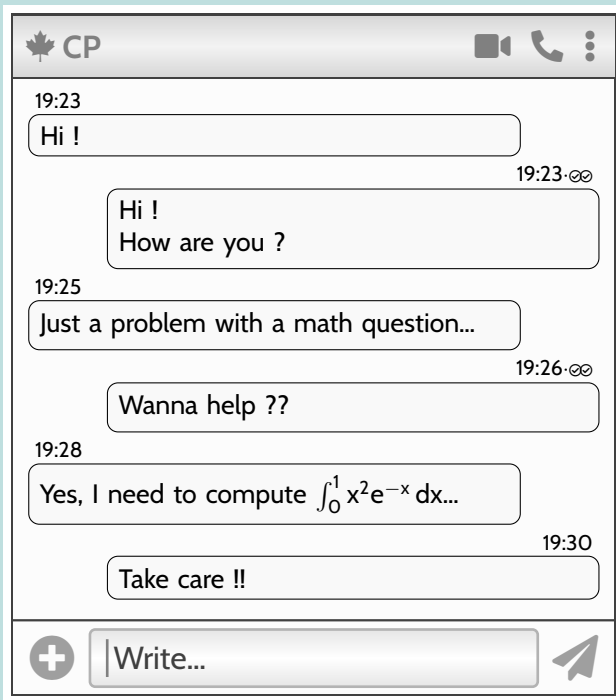 CP
19:23
Hi !
19:23
Hi !
How are you ?
19:25
Just a problem with a math question...
19:26
Wanna help ??
19:28
Yes, I need to compute ∫₀¹ x²e⁻ˣ dx...
19:30
Take care !!
Write...